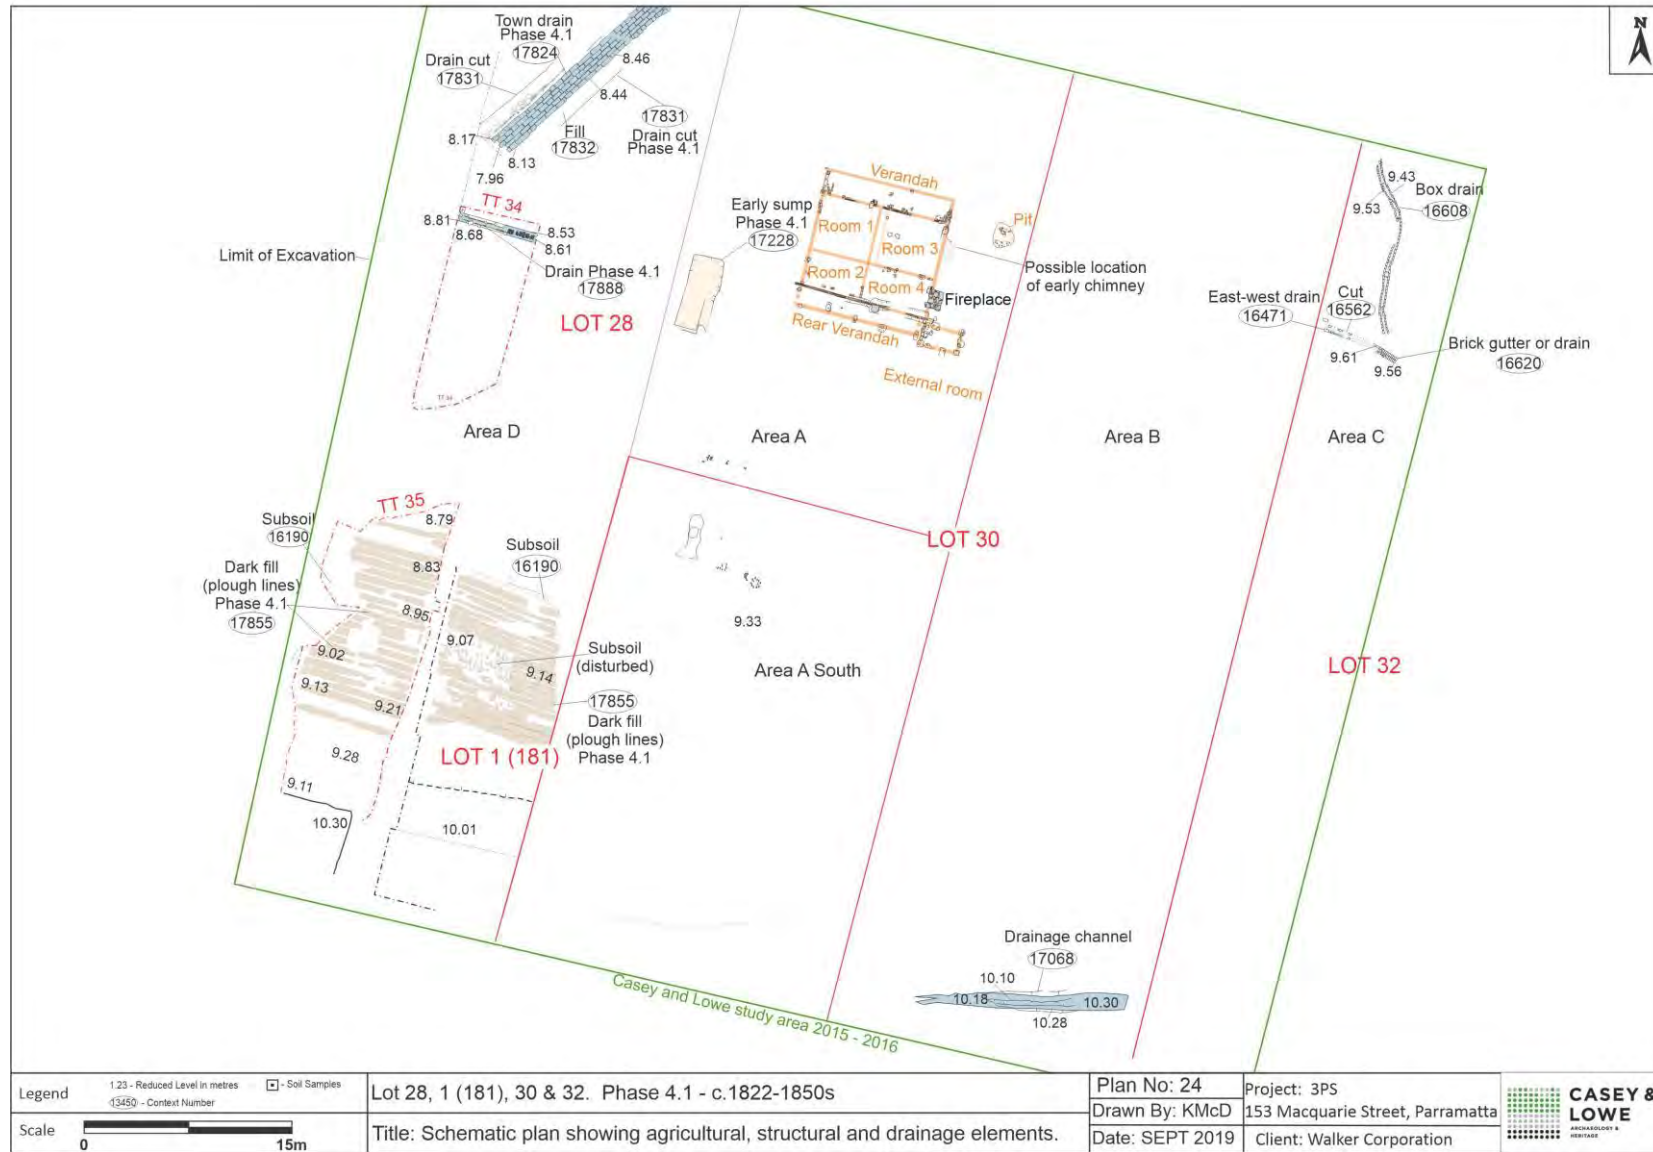 N
Town drain
Phase 4.1
17824
Drain cut
17831
8.46
8.44
17831
Drain cut
Phase 4.1
Fill
17832
8.17
8.13
7.96
TT 34
8.81
8.68
8.53
8.61
Drain Phase 4.1
17888
Limit of Excavation
LOT 28
Early sump
Phase 4.1
17228
Verandah
Room 1
Room 3
Room 2
Room 4
Rear Verandah
External room
Fireplace
Pit
Possible location
of early chimney
9.43
9.53
Box drain
16608
East-west drain
16471
Cut
16562
9.61
9.56
Brick gutter or drain
16620
Area D
Area A
Area B
Area C
TT 35
8.79
Subsoil
16190
Dark fill
(plough lines)
Phase 4.1
17855
8.83
8.95
9.02
9.13
9.21
9.28
9.11
10.30
Subsoil
16190
9.07
9.14
Subsoil
(disturbed)
17855
Dark fill
(plough lines)
Phase 4.1
LOT 1 (181)
10.01
LOT 30
9.33
Area A South
LOT 32
Drainage channel
17068
10.10
10.18
10.30
10.28
Casey and Lowe study area 2015 - 2016
Legend
1.23 - Reduced Level in metres
- Soil Samples
13450 - Context Number
Scale
0
15m
Lot 28, 1 (181), 30 & 32. Phase 4.1 - c.1822-1850s
Title: Schematic plan showing agricultural, structural and drainage elements.
Plan No: 24
Drawn By: KMcD
Date: SEPT 2019
Project: 3PS
153 Macquarie Street, Parramatta
Client: Walker Corporation
CASEY &
LOWE
ARCHAEOLOGY &
HERITAGE